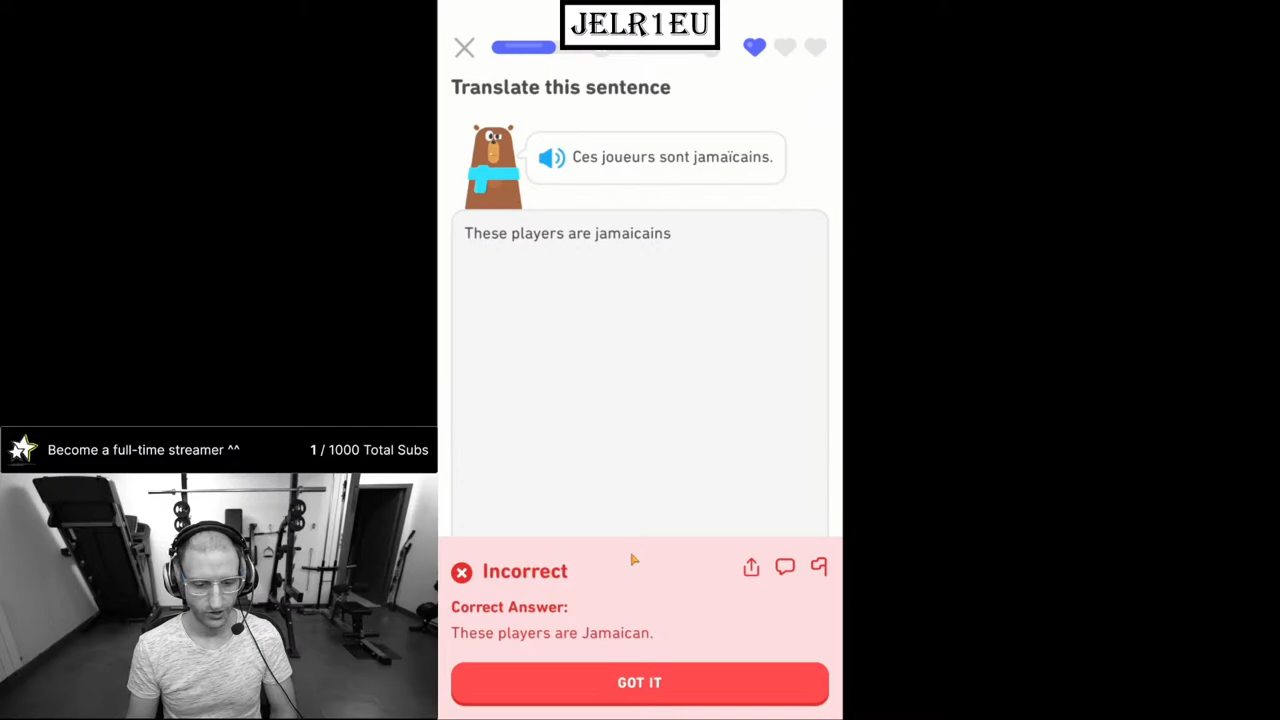 JELR1EU
Translate this sentence
Ces joueurs sont jamaïcains.
These players are jamaicains
Become a full-time streamer ^^ 1 / 1000 Total Subs
Incorrect
Correct Answer:
These players are Jamaican.
GOT IT